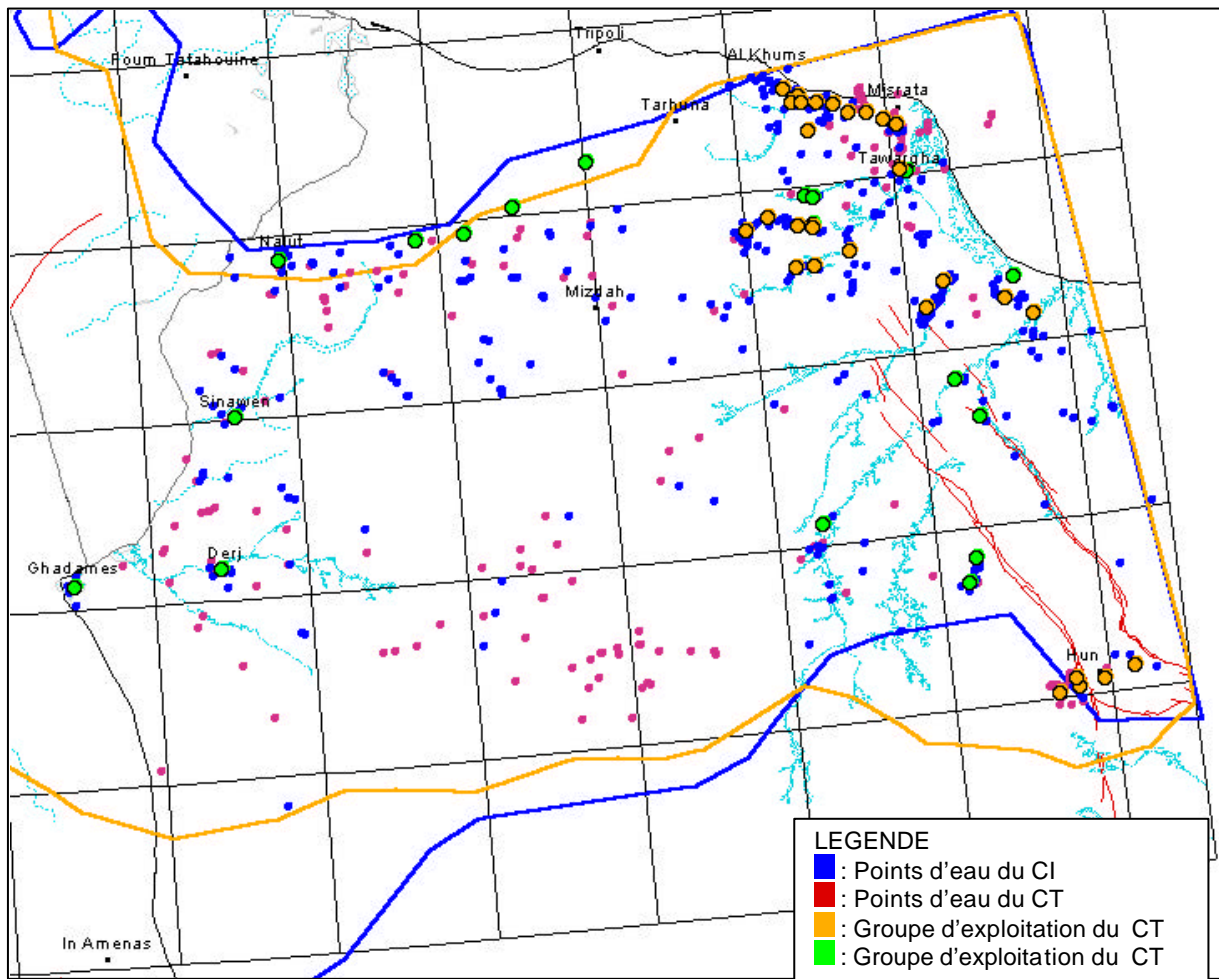 Tripoli
Foum Tatahouine
Al Khums
Misrata
Tarhuna
Tawargha
Nalut
Mizdah
Sinawen
Derj
Ghadames
Hun
In Amenas
LEGENDE
: Points d'eau du CI
: Points d'eau du CT
: Groupe d'exploitation du CT
: Groupe d'exploitation du CT